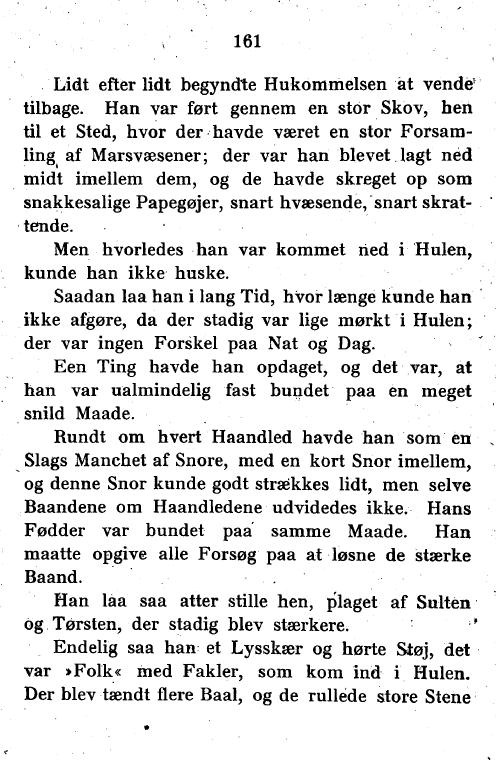 161
Lidt efter lidt begyndte Hukommelsen at vende
tilbage. Han var ført gennem en stor Skov, hen
til et Sted, hvor der havde været en stor Forsam-
ling af Marsvæsener; der var han blevet lagt ned
midt imellem dem, og de havde skreget op som
snakkesalige Papegøjer, snart hvæsende, snart skrat-
tende.
Men hvorledes han var kommet ned i Hulen,
kunde han ikke huske.
Saadan laa han i lang Tid, hvor længe kunde han
ikke afgøre, da der stadig var lige mørkt i Hulen;
der var ingen Forskel paa Nat og Dag.
Een Ting havde han opdaget, og det var, at
han var ualmindelig fast bundet paa en meget
snild Maade.
Rundt om hvert Haandled havde han som en
Slags Manchet af Snore, med en kort Snor imellem,
og denne Snor kunde godt strækkes lidt, men selve
Baandene om Haandledene udvidedes ikke. Hans
Fødder var bundet paa samme Maade. Han
maatte opgive alle Forsøg paa at løsne de stærke
Baand.
Han laa saa atter stille hen, plaget af Sulten
og Tørsten, der stadig blev stærkere.
Endelig saa han et Lysskær og hørte Støj, det
var »Folk« med Fakler, som kom ind i Hulen.
Der blev tændt flere Baal, og de rullede store Stene